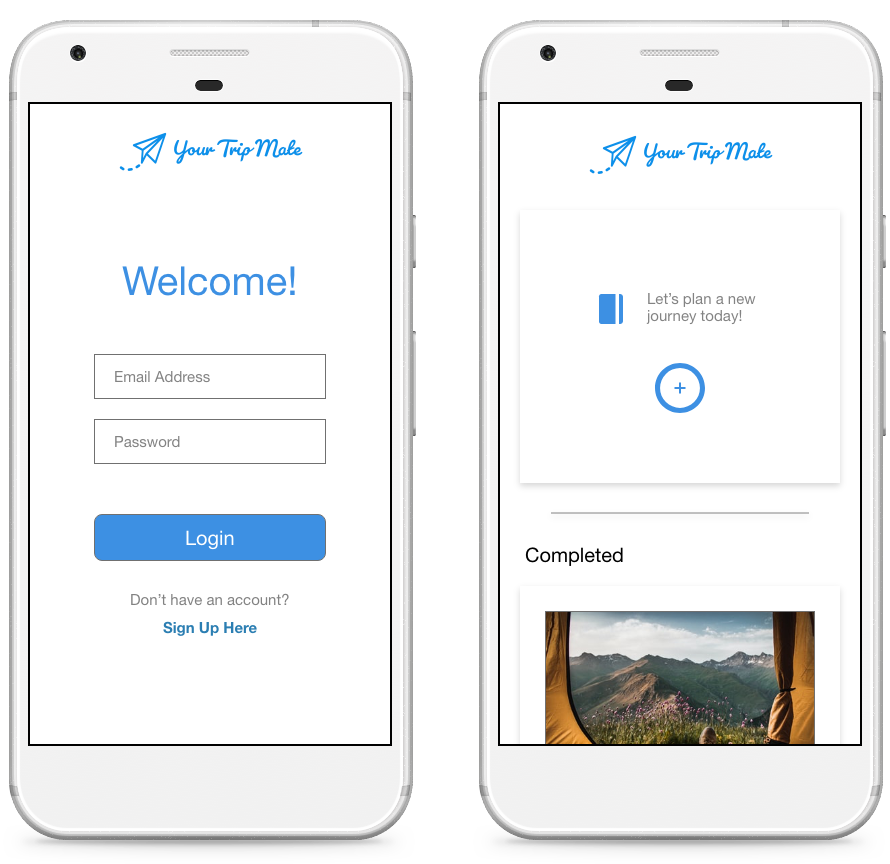 Your Trip Mate
Welcome!
Email Address
Password
Login
Don't have an account?
Sign Up Here
Your Trip Mate
Let's plan a new
journey today!
+
Completed